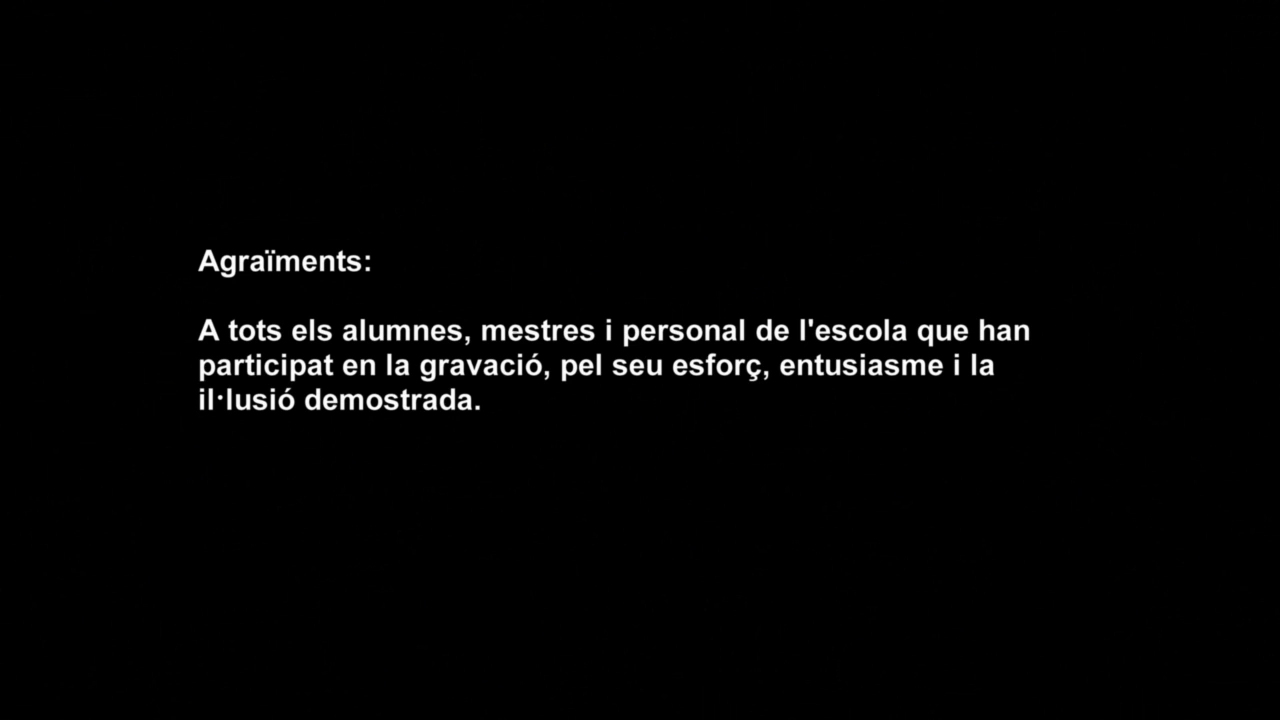 Agraïments:
A tots els alumnes, mestres i personal de l'escola que han
participat en la gravació, pel seu esforç, entusiasme i la
il·lusió demostrada.